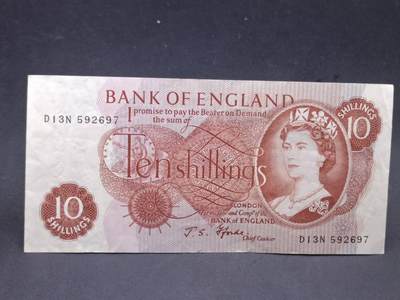 BANK OF ENGLAND
I promise to pay the Bearer on Demand
the sum of
D13N 592697
10
SHILLINGS
Ten shillings
LONDON
For the Govr and Compa of the
BANK OF ENGLAND
J. S. Fforde
Chief Cashier
10
SHILLINGS
D13N 592697